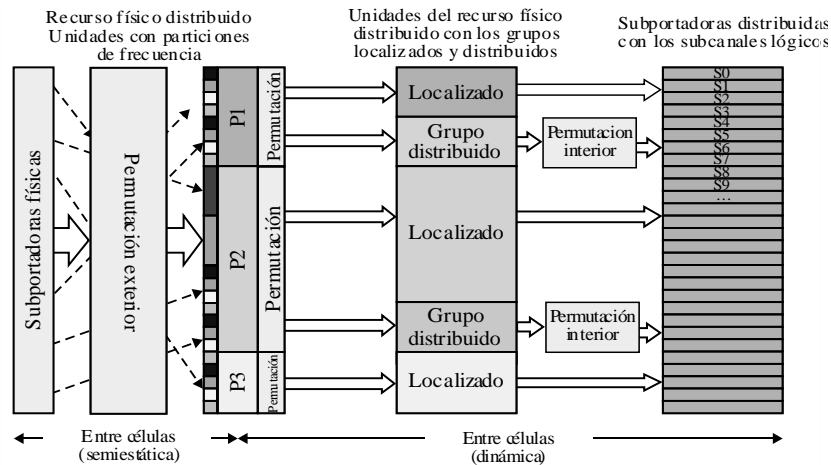 Recurso físico distribuido
Unidades con particiones
de frecuencia
Unidades del recurso físico
distribuido con los grupos
localizados y distribuidos
Subportadoras distribuidas
con los subcanales lógicos
Subportadoras físicas
Permutación exterior
P1
Permutación
P2
Permutación
P3
Permutación
Localizado
Grupo
distribuido
Localizado
Grupo
distribuido
Localizado
Permutacion
interior
Permutación
interior
S0
S1
S2
S3
S4
S5
S6
S7
S8
S9
...
Entre células
(semiestática)
Entre células
(dinámica)